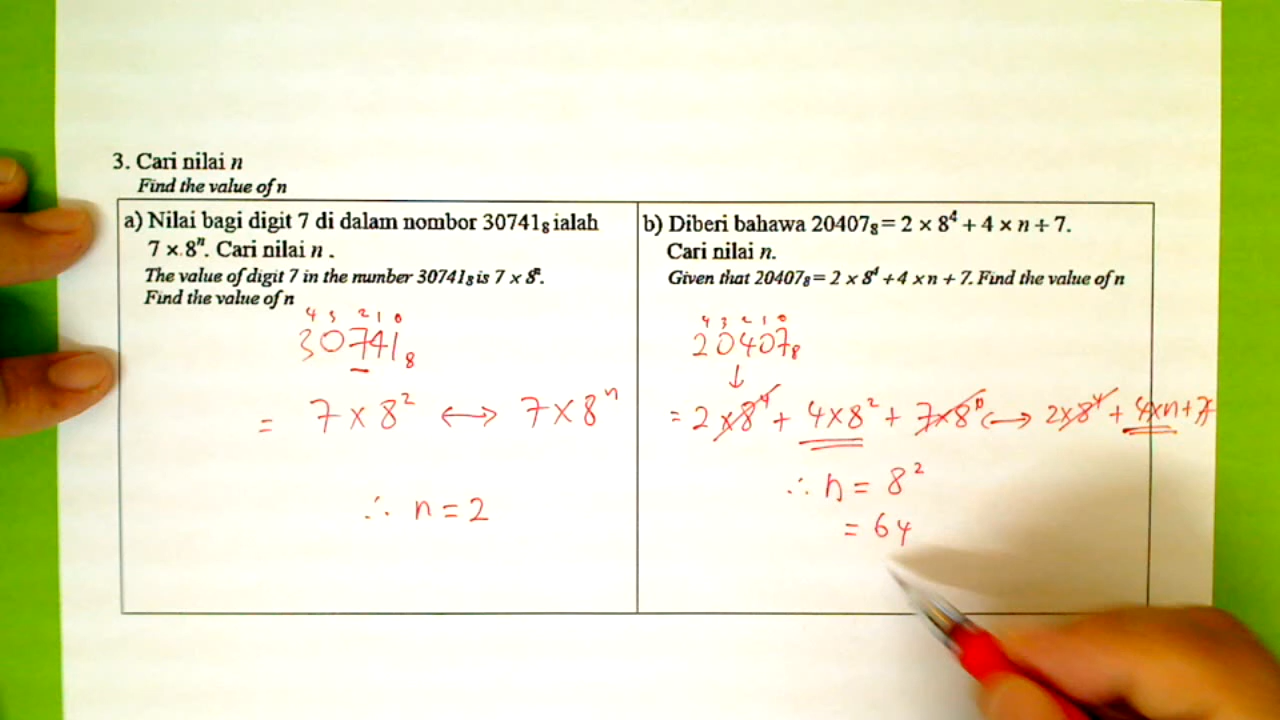 3. Cari nilai n
Find the value of n
a) Nilai bagi digit 7 di dalam nombor 30741₈ ialah
7 × 8ⁿ. Cari nilai n .
The value of digit 7 in the number 30741₈ is 7 × 8ⁿ.
Find the value of n
4 3 2 1 0
30741₈
= 7 × 8² ↔ 7 × 8ⁿ
∴ n = 2
b) Diberi bahawa 20407₈ = 2 × 8⁴ + 4 × n + 7.
Cari nilai n.
Given that 20407₈ = 2 × 8⁴ + 4 × n + 7. Find the value of n
4 3 2 1 0
20407₈
↓
= 2 × 8⁴ + 4 × 8² + 7 × 8⁰ ↔ 2 × 8⁴ + 4 × n + 7
∴ n = 8²
= 64